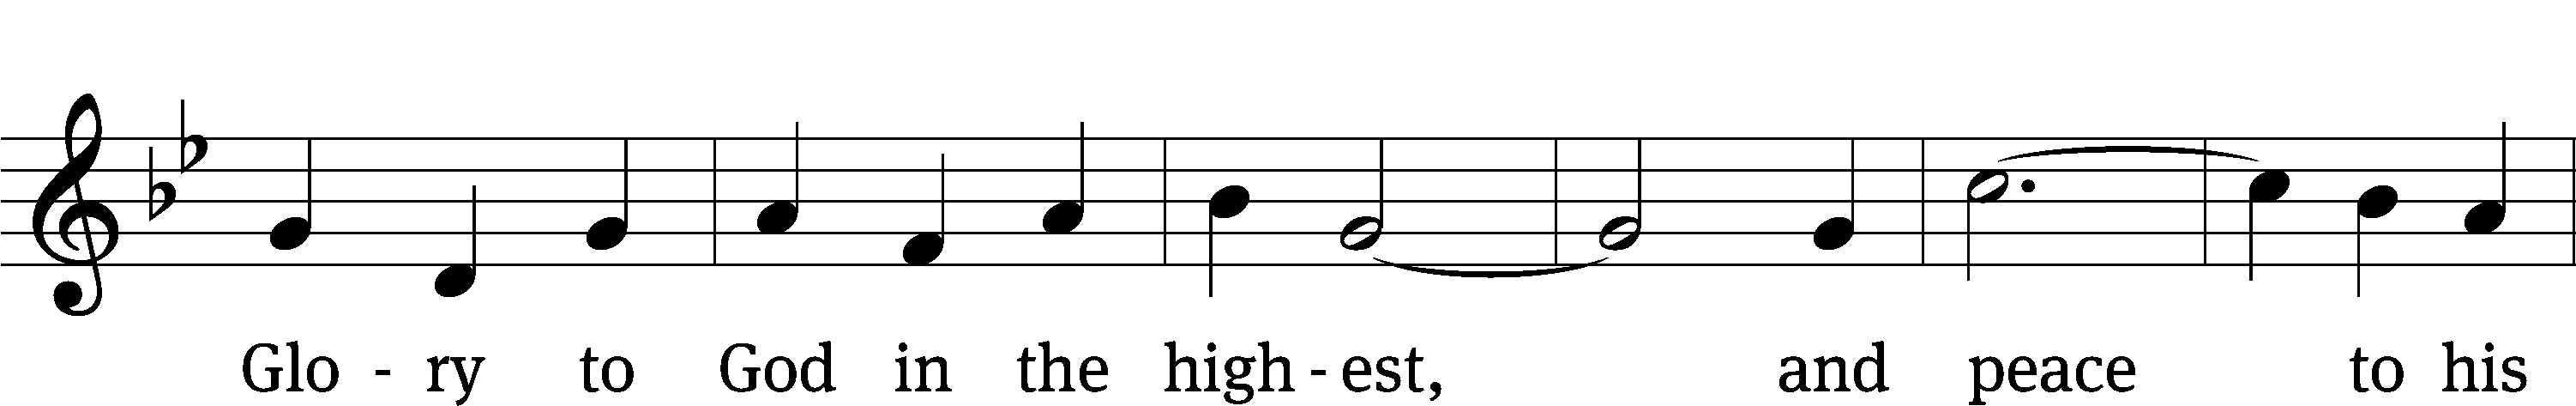 Glo - ry to God in the high - est, and peace to his